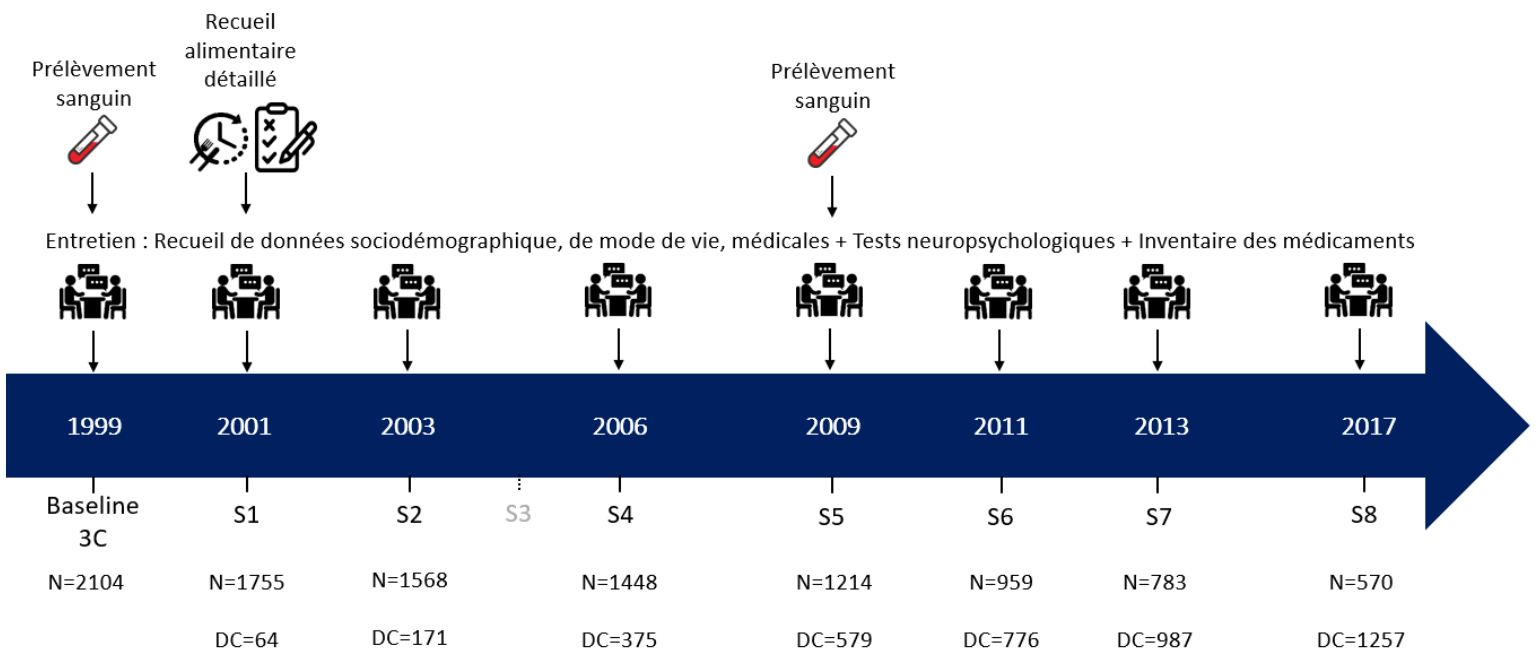 Recueil
alimentaire
détaillé
Prélèvement
sanguin
Prélèvement
sanguin
Entretien : Recueil de données sociodémographique, de mode de vie, médicales + Tests neuropsychologiques + Inventaire des médicaments
1999 2001 2003 2006 2009 2011 2013 2017
Baseline
3C
S1 S2 S3 S4 S5 S6 S7 S8
N=2104 N=1755 N=1568 N=1448 N=1214 N=959 N=783 N=570
DC=64 DC=171 DC=375 DC=579 DC=776 DC=987 DC=1257